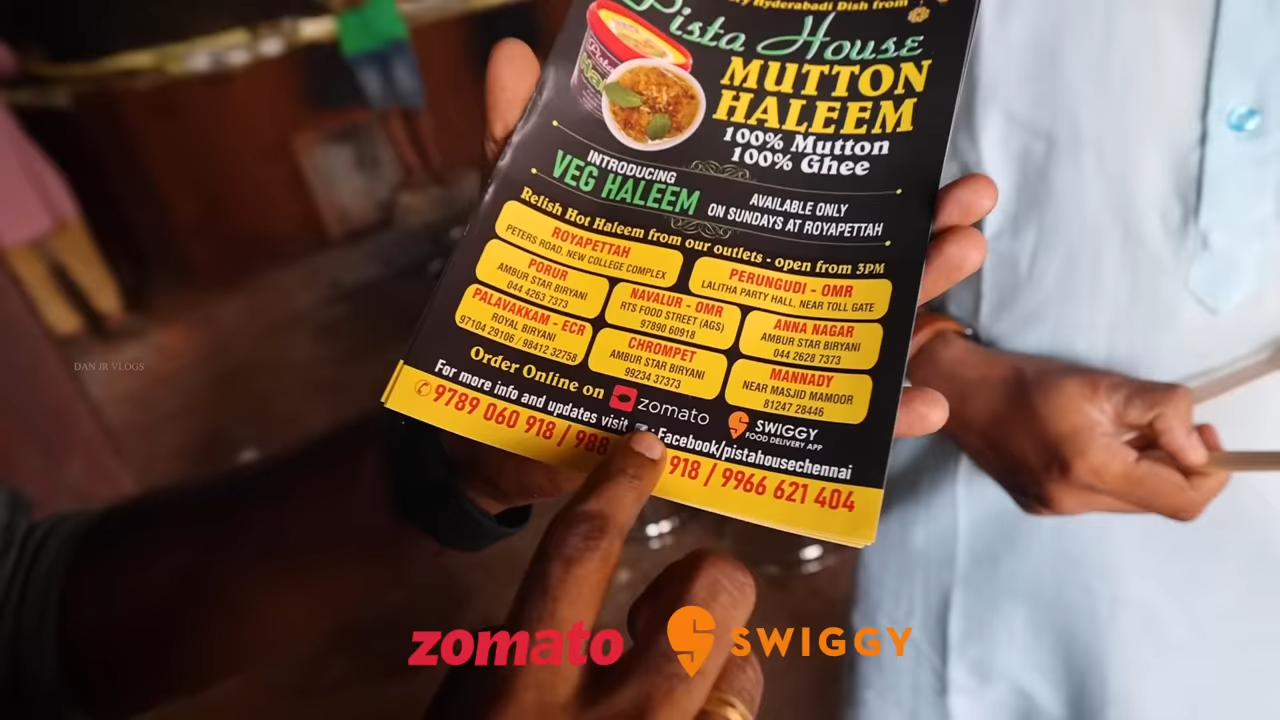 Hyderabadi Dish from
Pista House
MUTTON
HALEEM
100% Mutton
100% Ghee
INTRODUCING
VEG HALEEM
AVAILABLE ONLY
ON SUNDAYS AT ROYAPETTAH
Relish Hot Haleem from our outlets - open from 3PM
ROYAPETTAH
PETERS ROAD, NEW COLLEGE COMPLEX
PERUNGUDI - OMR
LALITHA PARTY HALL, NEAR TOLL GATE
PORUR
AMBUR STAR BIRYANI
044 4263 7373
NAVALUR - OMR
RTS FOOD STREET (AGS)
97890 60918
ANNA NAGAR
AMBUR STAR BIRYANI
044 2628 7373
PALAVAKKAM - ECR
ROYAL BIRYANI
97104 29106 / 98412 32758
CHROMPET
AMBUR STAR BIRYANI
99234 37373
MANNADY
NEAR MASJID MAMOOR
81247 28446
Order Online on zomato SWIGGY
FOOD DELIVERY APP
For more info and updates visit : Facebook/pistahousechennai
9789 060 918 / 988 918 / 9966 621 404
DAN JR VLOGS
zomato SWIGGY